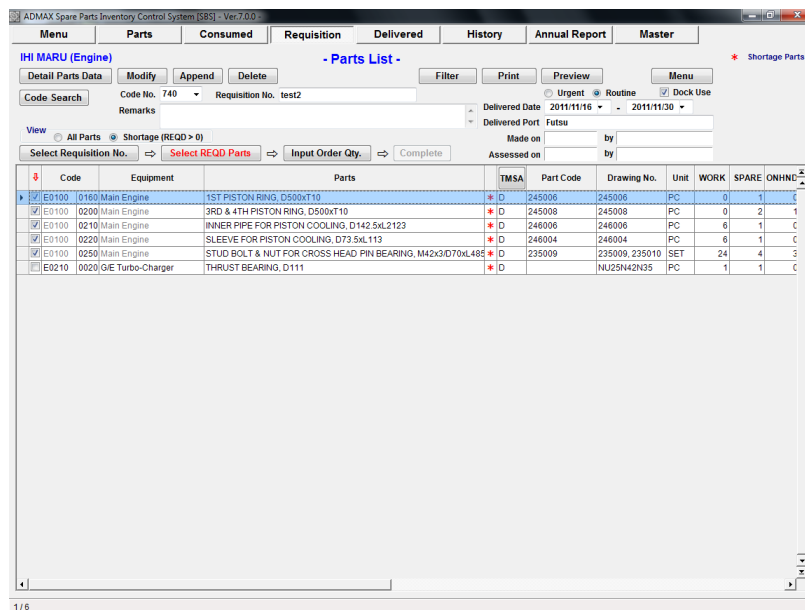 ADMAX Spare Parts Inventory Control System [SBS] - Ver.7.0.0 -
Menu Parts Consumed Requisition Delivered History Annual Report Master
IHI MARU (Engine) - Parts List - * Shortage Parts
Detail Parts Data Modify Append Delete Filter Print Preview Menu
Code Search Code No. 740 Requisition No. test2 Urgent Routine Dock Use
Remarks Delivered Date 2011/11/16 - 2011/11/30
Delivered Port Futsu
View All Parts Shortage (REQD > 0) Made on by
Select Requisition No. ⇨ Select REQD Parts ⇨ Input Order Qty. ⇨ Complete Assessed on by
Code Equipment Parts TMSA Part Code Drawing No. Unit WORK SPARE ONHND
E0100 0160 Main Engine 1ST PISTON RING, D500xT10 * D 245006 245006 PC 0 1 0
E0100 0200 Main Engine 3RD & 4TH PISTON RING, D500xT10 * D 245008 245008 PC 0 2 1
E0100 0210 Main Engine INNER PIPE FOR PISTON COOLING, D142.5xL2123 * D 246006 246006 PC 6 1 0
E0100 0220 Main Engine SLEEVE FOR PISTON COOLING, D73.5xL113 * D 246004 246004 PC 6 1 0
E0100 0250 Main Engine STUD BOLT & NUT FOR CROSS HEAD PIN BEARING, M42x3/D70xL485 * D 235009 235009, 235010 SET 24 4 3
E0210 0020 G/E Turbo-Charger THRUST BEARING, D111 * D NU25N42N35 PC 1 1 0
1 / 6